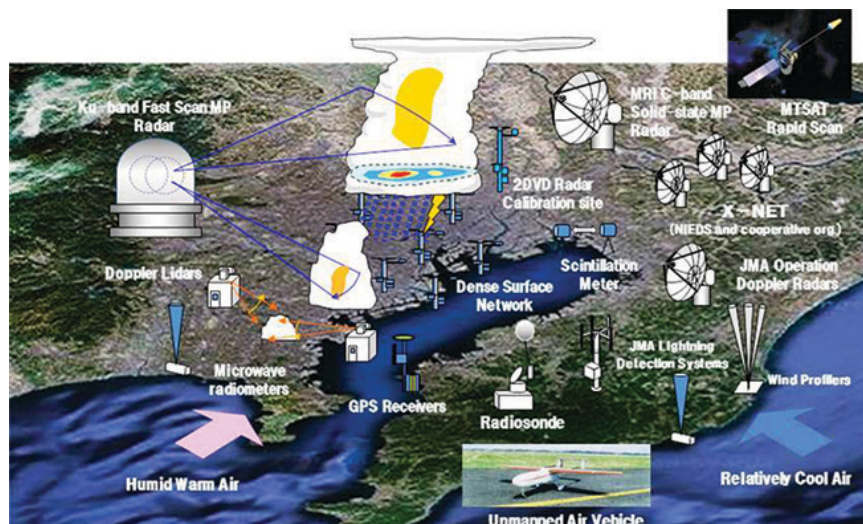 Ku-band Fast Scan MP
Radar
MRI C-band
Solid-state MP
Radar
MTSAT
Rapid Scan
2DVD Radar
Calibration site
X-NET
(NIEDS and cooperative org.)
Doppler Lidars
Dense Surface
Network
Scintillation
Meter
JMA Operation
Doppler Radars
Microwave
radiometers
GPS Receivers
Radiosonde
JMA Lightning
Detection Systems
Wind Profilers
Humid Warm Air
Relatively Cool Air
Unmapped Air Vehicle